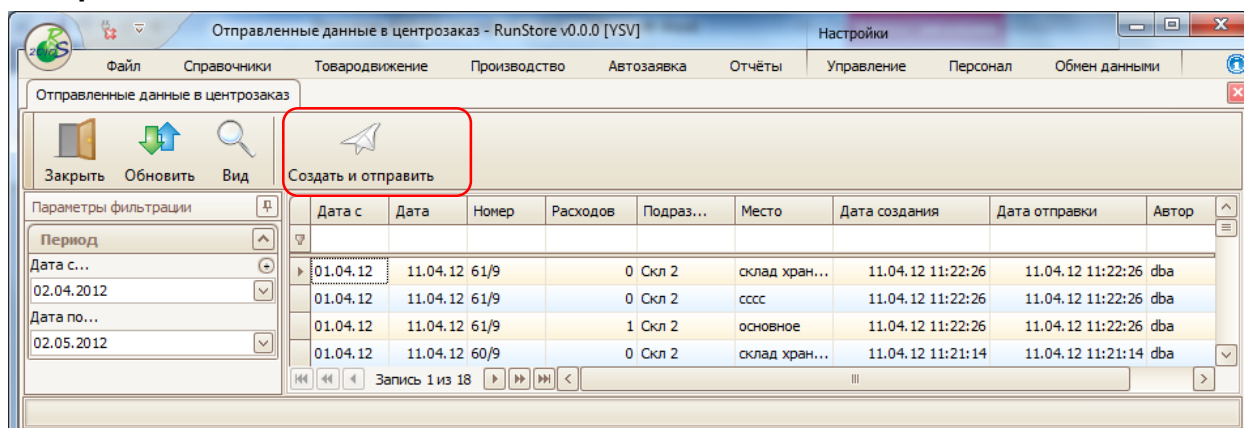 Отправленные данные в центрозаказ - RunStore v0.0.0 [YSV]
Настройки
Файл Справочники Товародвижение Производство Автозаявка Отчёты Управление Персонал Обмен данными
Отправленные данные в центрозаказ
Закрыть Обновить Вид Создать и отправить
Параметры фильтрации
Период
Дата с...
02.04.2012
Дата по...
02.05.2012
Дата с Дата Номер Расходов Подраз... Место Дата создания Дата отправки Автор
01.04.12 11.04.12 61/9 0 Скл 2 склад хран... 11.04.12 11:22:26 11.04.12 11:22:26 dba
01.04.12 11.04.12 61/9 0 Скл 2 сссс 11.04.12 11:22:26 11.04.12 11:22:26 dba
01.04.12 11.04.12 61/9 1 Скл 2 основное 11.04.12 11:22:26 11.04.12 11:22:26 dba
01.04.12 11.04.12 60/9 0 Скл 2 склад хран... 11.04.12 11:21:14 11.04.12 11:21:14 dba
Запись 1 из 18